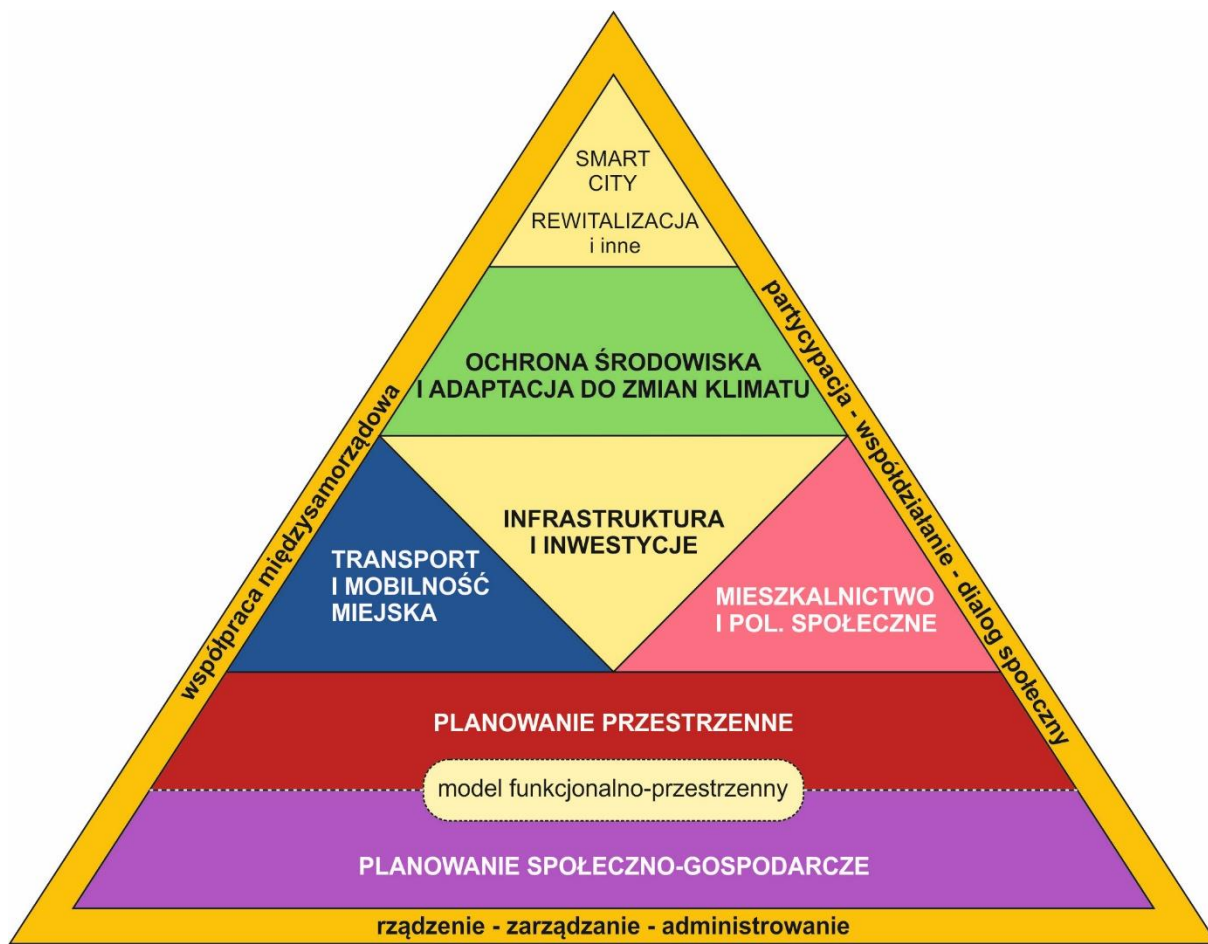 SMART
CITY
REWITALIZACJA
i inne
OCHRONA ŚRODOWISKA
I ADAPTACJA DO ZMIAN KLIMATU
współpraca międzysamorządowa
partycypacja - współdziałanie - dialog społeczny
INFRASTRUKTURA
I INWESTYCJE
TRANSPORT
I MOBILNOŚĆ
MIEJSKA
MIESZKALNICTWO
I POL. SPOŁECZNE
PLANOWANIE PRZESTRZENNE
model funkcjonalno-przestrzenny
PLANOWANIE SPOŁECZNO-GOSPODARCZE
rządzenie - zarządzanie - administrowanie